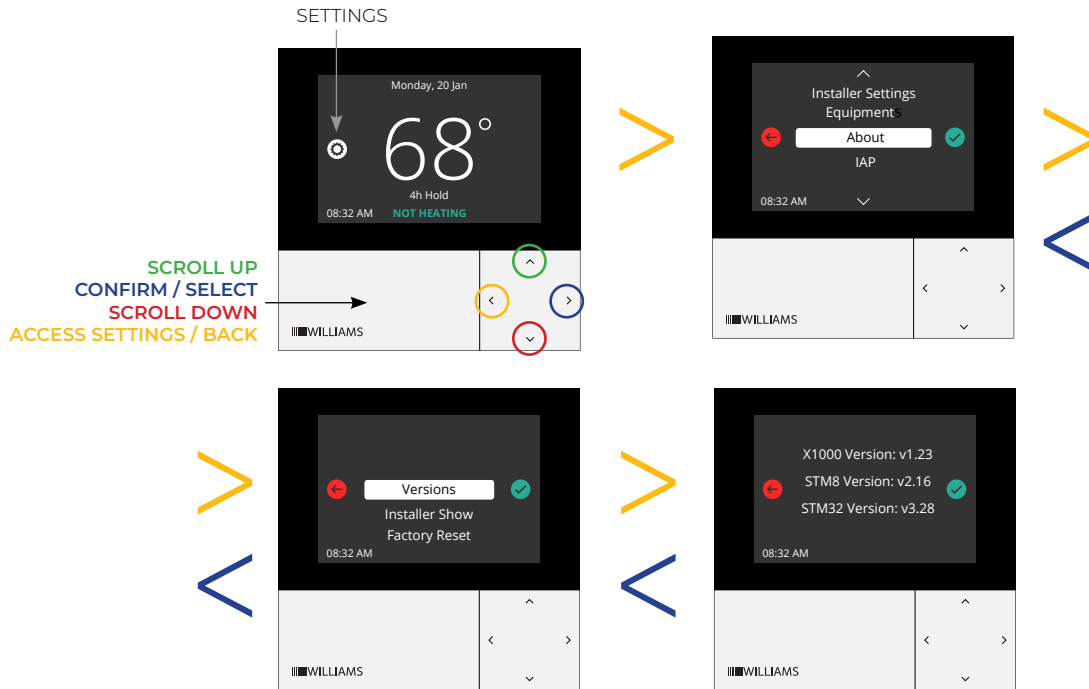 SETTINGS
Monday, 20 Jan
68°
4h Hold
08:32 AM NOT HEATING
SCROLL UP
CONFIRM / SELECT
SCROLL DOWN
ACCESS SETTINGS / BACK
WILLIAMS
Installer Settings
Equipments
About
IAP
08:32 AM
WILLIAMS
Versions
Installer Show
Factory Reset
08:32 AM
WILLIAMS
X1000 Version: v1.23
STM8 Version: v2.16
STM32 Version: v3.28
08:32 AM
WILLIAMS